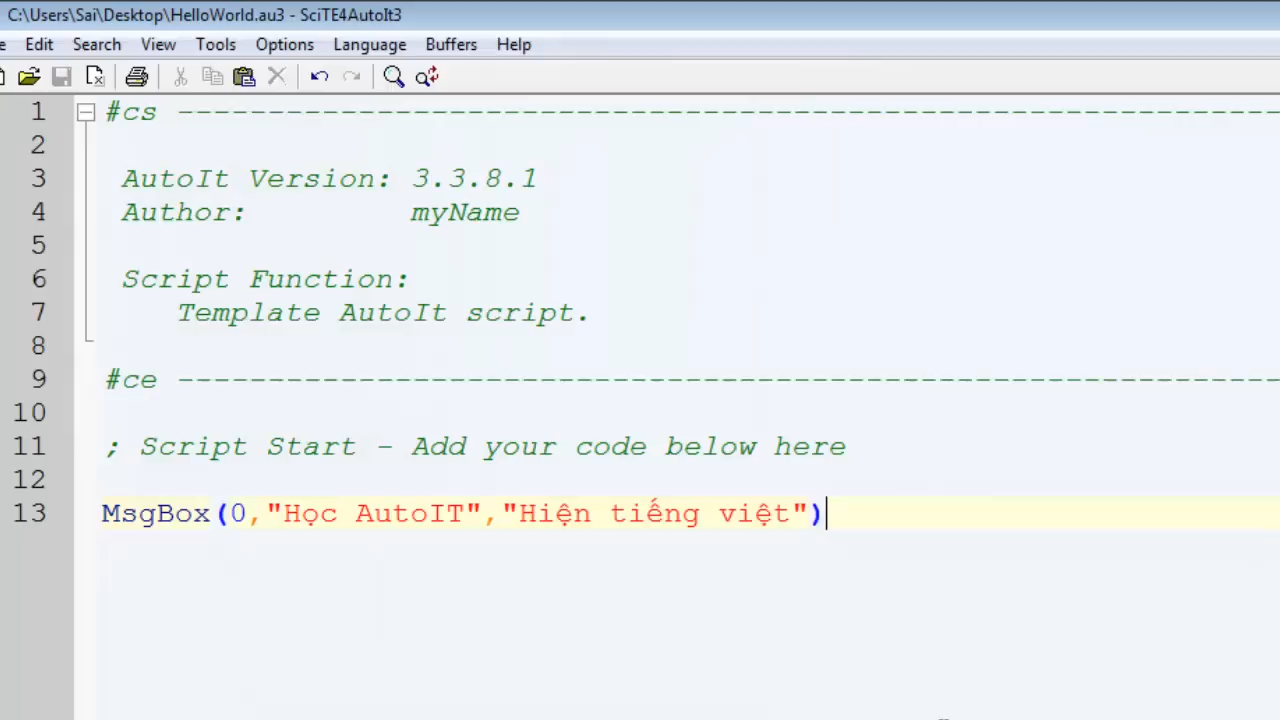 C:\Users\Sai\Desktop\HelloWorld.au3 - SciTE4AutoIt3
e Edit Search View Tools Options Language Buffers Help
1 #cs ----------------------------------------------------------------
2
3 AutoIt Version: 3.3.8.1
4 Author: myName
5
6 Script Function:
7 Template AutoIt script.
8
9 #ce ----------------------------------------------------------------
10
11 ; Script Start - Add your code below here
12
13 MsgBox(0,"Học AutoIT","Hiện tiếng việt")